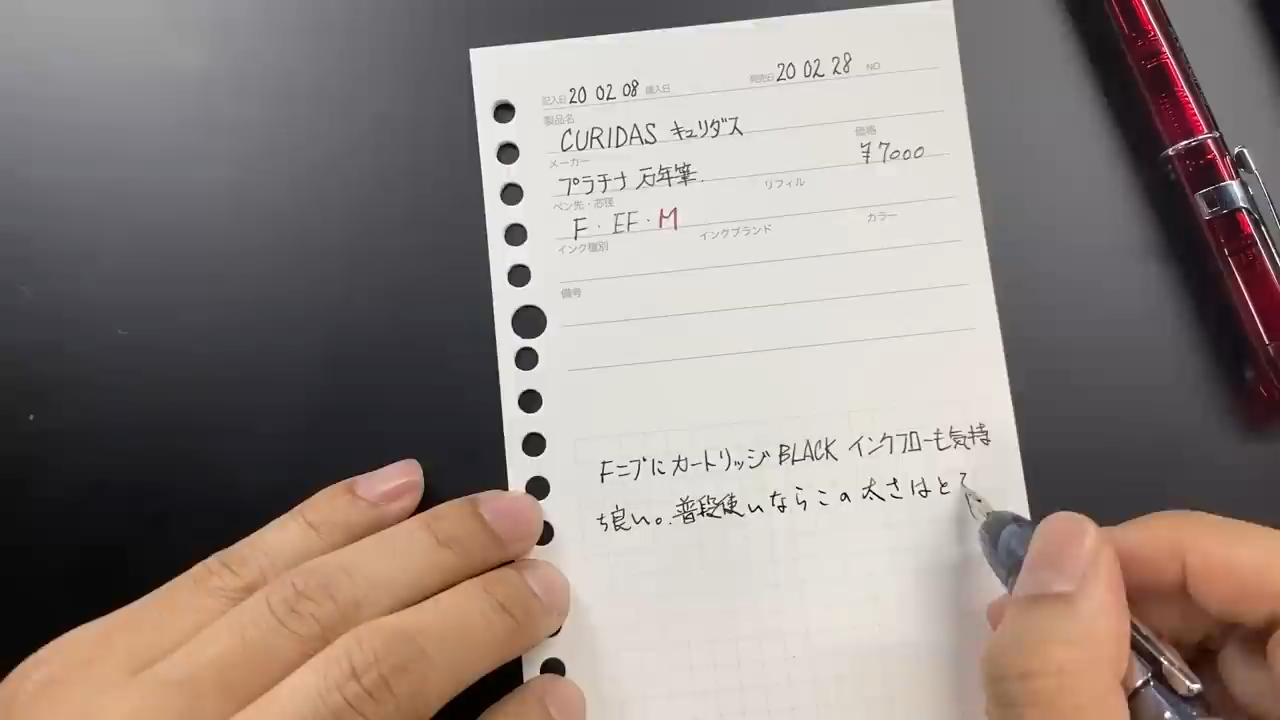 記入日 20 02 08 購入日 発売日 20 02 28 NO
製品名
CURIDAS キュリダス 価格
メーカー ¥7000
プラチナ万年筆. リフィル
ペン先・芯径
F・EF・M カラー
インク種別 インクブランド
備考
Fニブにカートリッジ BLACK インクフローも気持
ち良い。普段使いならこの太さはと